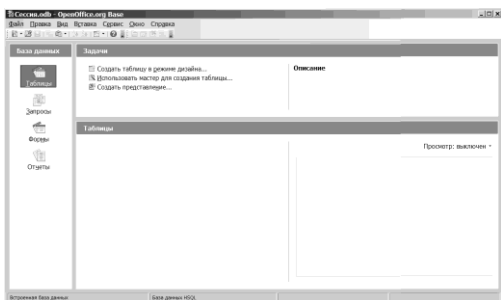 Сессия.odb - OpenOffice.org Base
Файл Правка Вид Вставка Сервис Окно Справка
База данных
Таблицы
Запросы
Формы
Отчеты
Задачи
Создать таблицу в режиме дизайна...
Использовать мастер для создания таблицы...
Создать представление...
Описание
Таблицы
Просмотр: выключен
Встроенная база данных
База данных HSQL